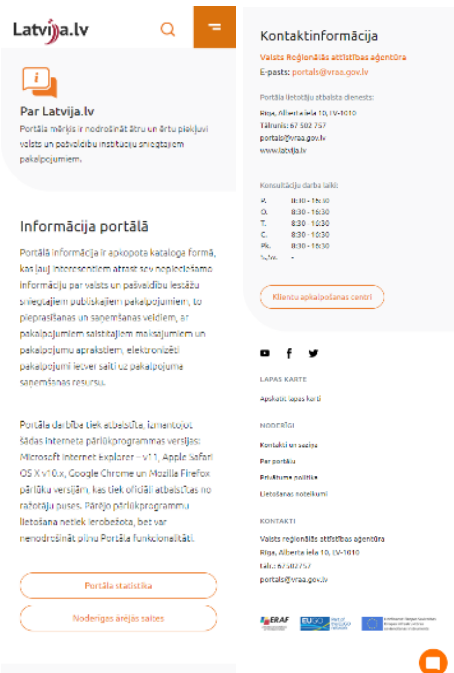 Latvija.lv
Par Latvija.lv
Portāla mērķis ir nodrošināt ātru un ērtu piekļuvi
valsts un pašvaldību institūciju sniegtajiem
pakalpojumiem.
Informācija portālā
Portālā informācija ir apkopota kataloga formā,
kas ļauj interesentiem atrast sev nepieciešamo
informāciju par valsts un pašvaldību iestāžu
sniegtajiem publiskajiem pakalpojumiem, to
pieprasīšanas un saņemšanas veidiem, ar
pakalpojumiem saistītajiem maksājumiem un
pakalpojumu aprakstiem, elektronizēti
pakalpojumi ietver saiti uz pakalpojuma
saņemšanas resursu.
Portāla darbība tiek atbalstīta, izmantojot
šādas interneta pārlūkprogrammas versijas:
Microsoft Internet Explorer – v11, Apple Safari
OS X v10.x, Google Chrome un Mozilla Firefox
pārlūku versijām, kas tiek oficiāli atbalstītas no
ražotāju puses. Pārējo pārlūkprogrammu
lietošana netiek ierobežota, bet var
nenodrošināt pilnu Portāla funkcionalitāti.
Portāla statistika
Noderīgas ārējās saites
Kontaktinformācija
Valsts Reģionālās attīstības aģentūra
E-pasts: portals@vraa.gov.lv
Portāla lietotāju atbalsta dienests:
Rīga, Alberta iela 10, LV-1010
Tālrunis: 67 502 757
portals@vraa.gov.lv
www.latvija.lv
Konsultāciju darba laiki:
P. 8:30 - 16:30
O. 8:30 - 16:30
T. 8:30 - 16:30
C. 8:30 - 16:30
Pk. 8:30 - 16:30
S., Sv. -
Klientu apkalpošanas centri
LAPAS KARTE
Apskatīt lapas karti
NODERĪGI
Kontakti un saziņa
Par portālu
Privātuma politika
Lietošanas noteikumi
KONTAKTI
Valsts reģionālās attīstības aģentūra
Rīga, Alberta iela 10, LV-1010
tālr.: 67502757
portals@vraa.gov.lv
ERAF
EUGO